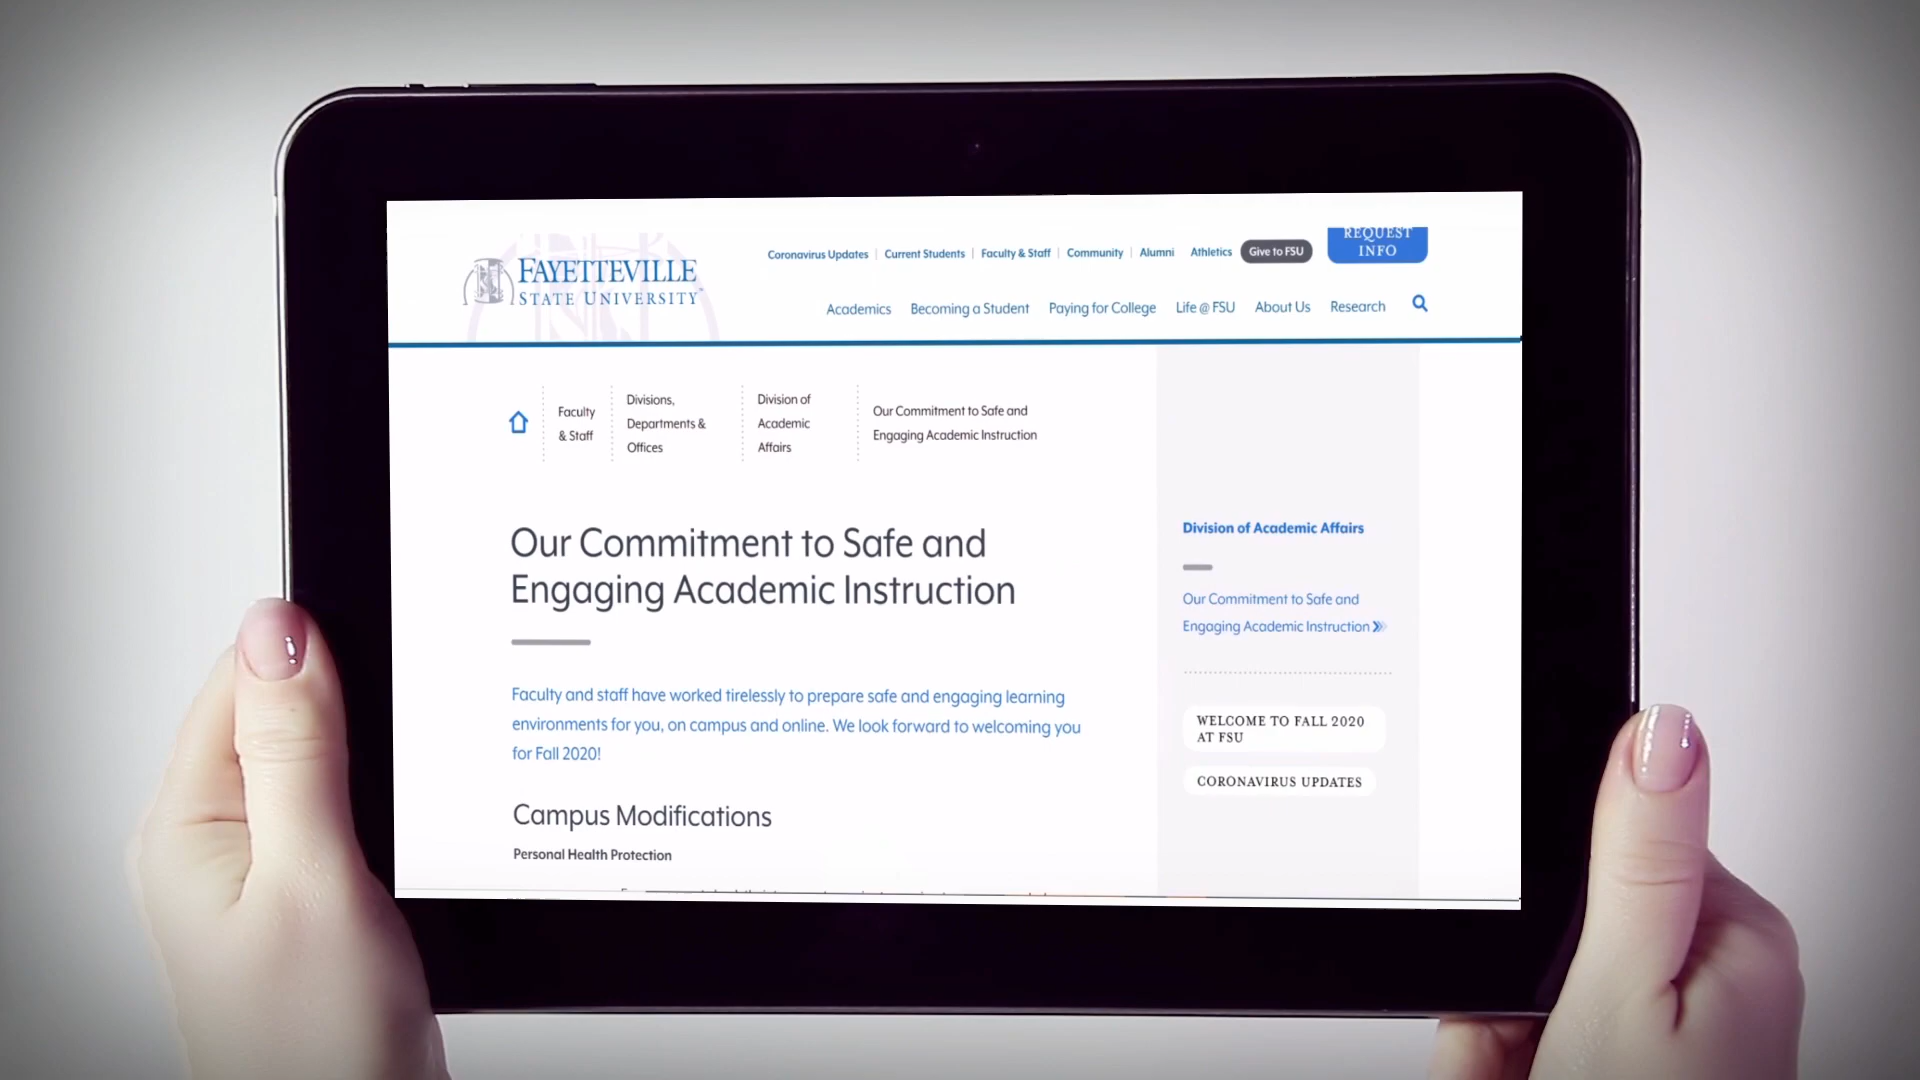 FAYETTEVILLE
STATE UNIVERSITY
Coronavirus Updates | Current Students | Faculty & Staff | Community | Alumni Athletics Give to FSU
REQUEST
INFO
Academics Becoming a Student Paying for College Life @ FSU About Us Research
Faculty
& Staff
Divisions,
Departments &
Offices
Division of
Academic
Affairs
Our Commitment to Safe and
Engaging Academic Instruction
Our Commitment to Safe and
Engaging Academic Instruction
Faculty and staff have worked tirelessly to prepare safe and engaging learning
environments for you, on campus and online. We look forward to welcoming you
for Fall 2020!
Campus Modifications
Personal Health Protection
Division of Academic Affairs
Our Commitment to Safe and
Engaging Academic Instruction
WELCOME TO FALL 2020
AT FSU
CORONAVIRUS UPDATES